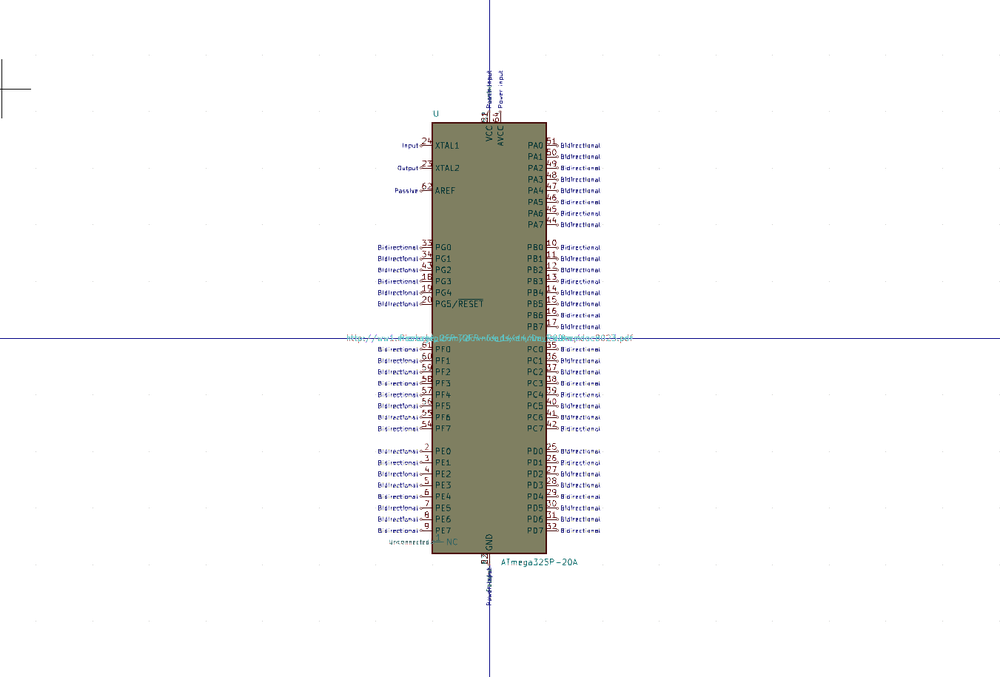 Power Input
U
VCC
64
AVCC
Input 24 XTAL1
51 Bidirectional PA0
50 Bidirectional PA1
Output 23 XTAL2
49 Bidirectional PA2
48 Bidirectional PA3
Passive 62 AREF
47 Bidirectional PA4
46 Bidirectional PA5
45 Bidirectional PA6
44 Bidirectional PA7
Bidirectional 33 PG0 PB0 10 Bidirectional
Bidirectional 34 PG1 PB1 11 Bidirectional
Bidirectional 43 PG2 PB2 12 Bidirectional
Bidirectional 18 PG3 PB3 13 Bidirectional
Bidirectional 19 PG4 PB4 14 Bidirectional
Bidirectional 20 PG5/RESET PB5 15 Bidirectional
PB6 16 Bidirectional
PB7 17 Bidirectional
Bidirectional 61 PF0 PC0 35 Bidirectional
Bidirectional 60 PF1 PC1 36 Bidirectional
Bidirectional 59 PF2 PC2 37 Bidirectional
Bidirectional 58 PF3 PC3 38 Bidirectional
Bidirectional 57 PF4 PC4 39 Bidirectional
Bidirectional 56 PF5 PC5 40 Bidirectional
Bidirectional 55 PF6 PC6 41 Bidirectional
Bidirectional 54 PF7 PC7 42 Bidirectional
Bidirectional 2 PE0 PD0 25 Bidirectional
Bidirectional 3 PE1 PD1 26 Bidirectional
Bidirectional 4 PE2 PD2 27 Bidirectional
Bidirectional 5 PE3 PD3 28 Bidirectional
Bidirectional 6 PE4 PD4 29 Bidirectional
Bidirectional 7 PE5 PD5 30 Bidirectional
Bidirectional 8 PE6 PD6 31 Bidirectional
Bidirectional 9 PE7 PD7 32 Bidirectional
Unconnected 1 NC
GND
ATmega325P-20A